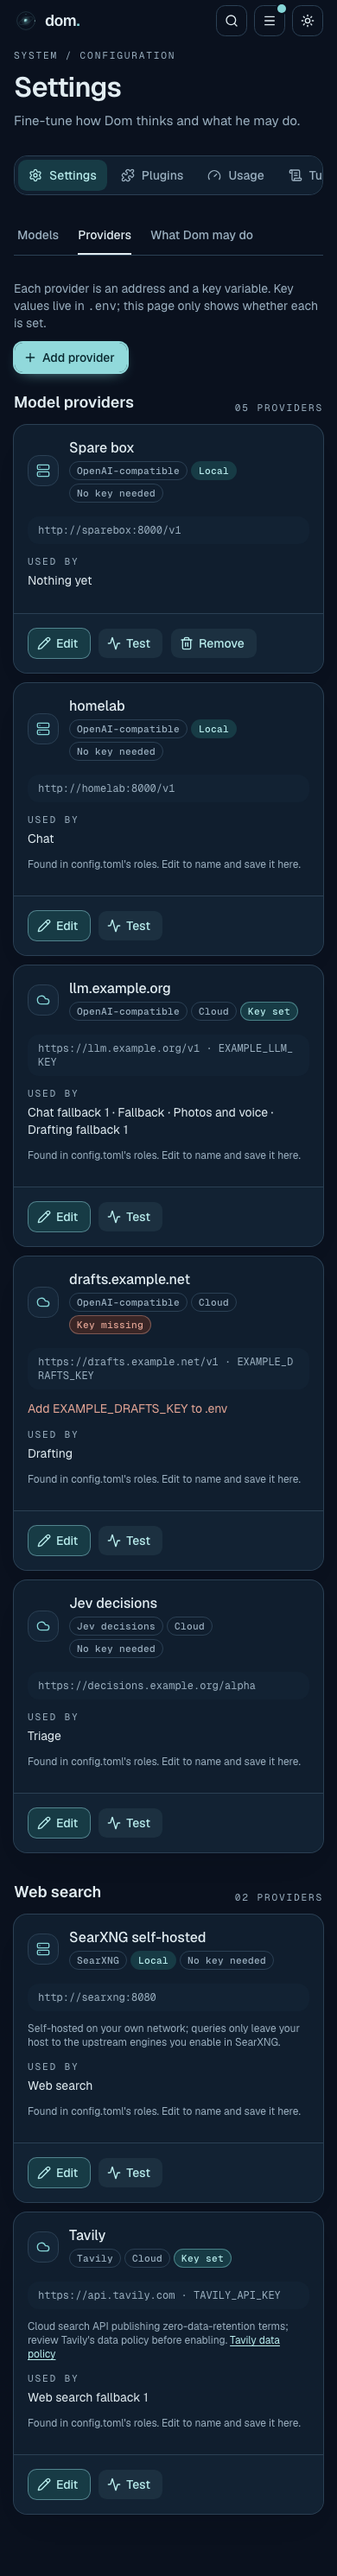 dom.
SYSTEM / CONFIGURATION
Settings
Fine-tune how Dom thinks and what he may do.
Settings Plugins Usage Tu
Models Providers What Dom may do
Each provider is an address and a key variable. Key
values live in .env; this page only shows whether each
is set.
+ Add provider
Model providers 05 PROVIDERS
Spare box
OpenAI-compatible Local
No key needed
http://sparebox:8000/v1
USED BY
Nothing yet
Edit Test Remove
homelab
OpenAI-compatible Local
No key needed
http://homelab:8000/v1
USED BY
Chat
Found in config.toml's roles. Edit to name and save it here.
Edit Test
llm.example.org
OpenAI-compatible Cloud Key set
https://llm.example.org/v1 · EXAMPLE_LLM_
KEY
USED BY
Chat fallback 1 · Fallback · Photos and voice ·
Drafting fallback 1
Found in config.toml's roles. Edit to name and save it here.
Edit Test
drafts.example.net
OpenAI-compatible Cloud
Key missing
https://drafts.example.net/v1 · EXAMPLE_D
RAFTS_KEY
Add EXAMPLE_DRAFTS_KEY to .env
USED BY
Drafting
Found in config.toml's roles. Edit to name and save it here.
Edit Test
Jev decisions
Jev decisions Cloud
No key needed
https://decisions.example.org/alpha
USED BY
Triage
Found in config.toml's roles. Edit to name and save it here.
Edit Test
Web search 02 PROVIDERS
SearXNG self-hosted
SearXNG Local No key needed
http://searxng:8080
Self-hosted on your own network; queries only leave your
host to the upstream engines you enable in SearXNG.
USED BY
Web search
Found in config.toml's roles. Edit to name and save it here.
Edit Test
Tavily
Tavily Cloud Key set
https://api.tavily.com · TAVILY_API_KEY
Cloud search API publishing zero-data-retention terms;
review Tavily's data policy before enabling. Tavily data
policy
USED BY
Web search fallback 1
Found in config.toml's roles. Edit to name and save it here.
Edit Test